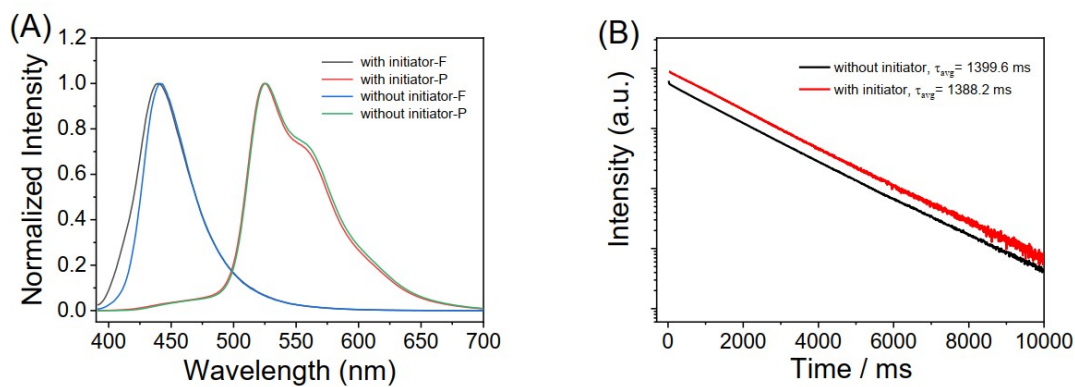 (A)
1.2
1.0
0.8
0.6
0.4
0.2
0.0
Normalized Intensity
with initiator-F
with initiator-P
without initiator-F
without initiator-P
400 450 500 550 600 650 700
Wavelength (nm)
(B)
Intensity (a.u.)
without initiator, τavg= 1399.6 ms
with initiator, τavg= 1388.2 ms
0 2000 4000 6000 8000 10000
Time / ms